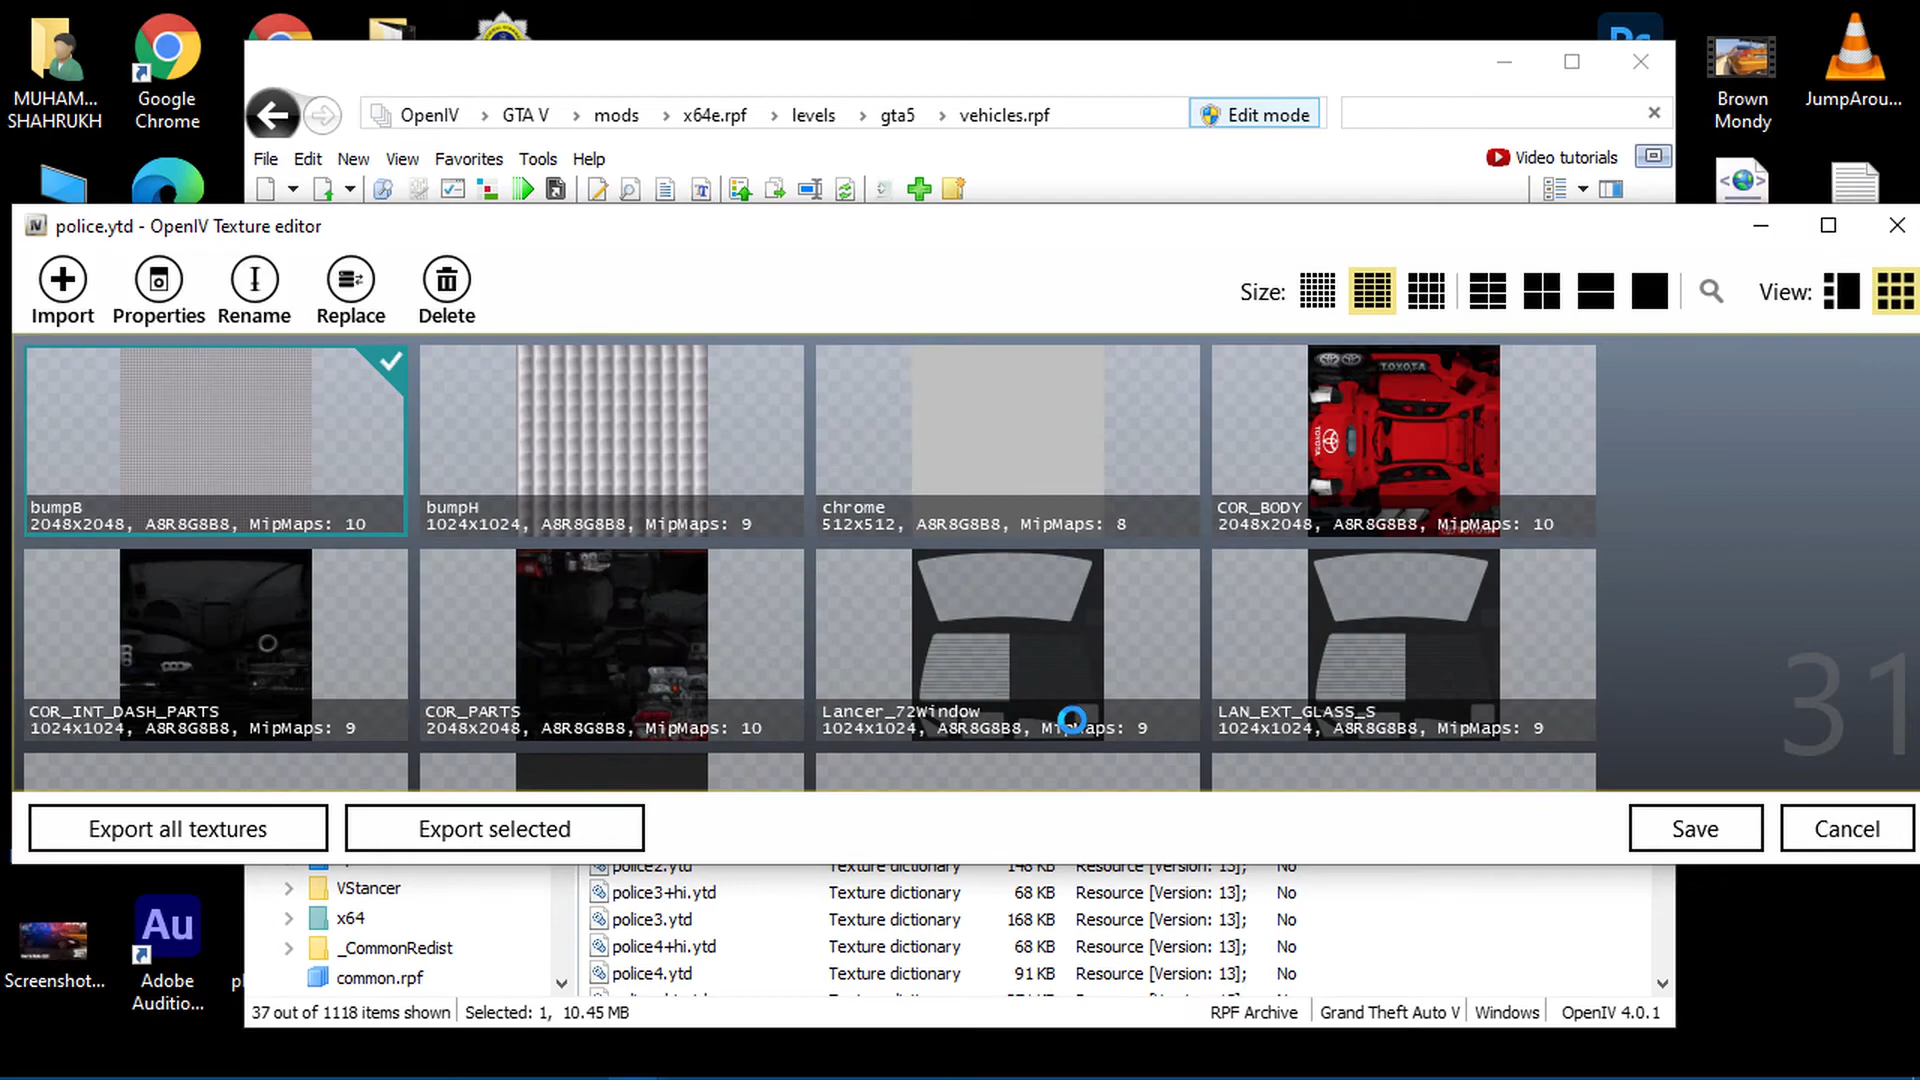 MUHAM...
SHAHRUKH
Google
Chrome
Brown
Mondy
JumpArou...
OpenIV
GTA V
mods
x64e.rpf
levels
gta5
vehicles.rpf
Edit mode
File Edit New View Favorites Tools Help
Video tutorials
police.ytd - OpenIV Texture editor
Import
Properties
Rename
Replace
Delete
Size:
View:
bumpB
2048x2048, A8R8G8B8, MipMaps: 10
bumpH
1024x1024, A8R8G8B8, MipMaps: 9
chrome
512x512, A8R8G8B8, MipMaps: 8
TOYOTA
TOYOTA
COR_BODY
2048x2048, A8R8G8B8, MipMaps: 10
COR_INT_DASH_PARTS
1024x1024, A8R8G8B8, MipMaps: 9
COR_PARTS
2048x2048, A8R8G8B8, MipMaps: 10
Lancer_72Window
1024x1024, A8R8G8B8, MipMaps: 9
LAN_EXT_GLASS_S
1024x1024, A8R8G8B8, MipMaps: 9
31
Export all textures
Export selected
Save
Cancel
police2.ytd Texture dictionary 148 KB Resource [Version: 13]; No
VStancer
police3+hi.ytd Texture dictionary 68 KB Resource [Version: 13]; No
x64
police3.ytd Texture dictionary 168 KB Resource [Version: 13]; No
_CommonRedist
police4+hi.ytd Texture dictionary 68 KB Resource [Version: 13]; No
common.rpf
police4.ytd Texture dictionary 91 KB Resource [Version: 13]; No
Screenshot...
Au
Adobe
Auditio...
37 out of 1118 items shown
Selected: 1, 10.45 MB
RPF Archive
Grand Theft Auto V
Windows
OpenIV 4.0.1